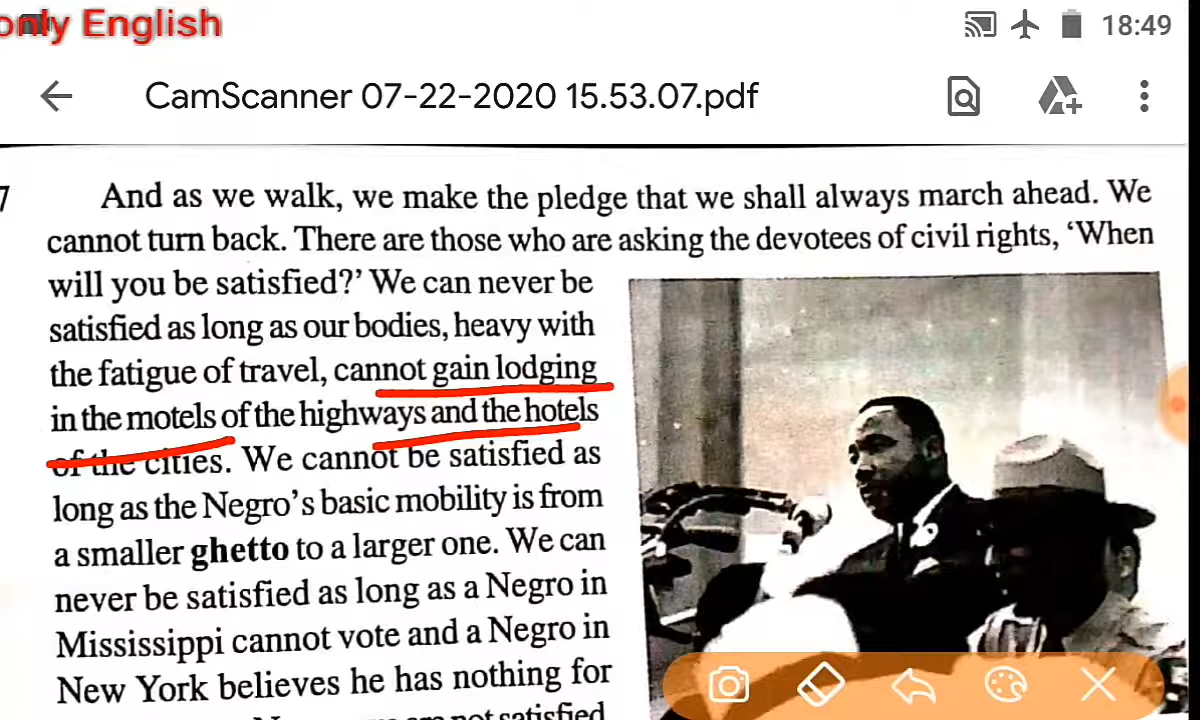 only English
18:49
CamScanner 07-22-2020 15.53.07.pdf
7 And as we walk, we make the pledge that we shall always march ahead. We
cannot turn back. There are those who are asking the devotees of civil rights, ‘When
will you be satisfied?’ We can never be
satisfied as long as our bodies, heavy with
the fatigue of travel, cannot gain lodging
in the motels of the highways and the hotels
of the cities. We cannot be satisfied as
long as the Negro’s basic mobility is from
a smaller ghetto to a larger one. We can
never be satisfied as long as a Negro in
Mississippi cannot vote and a Negro in
New York believes he has nothing for
not satisfied